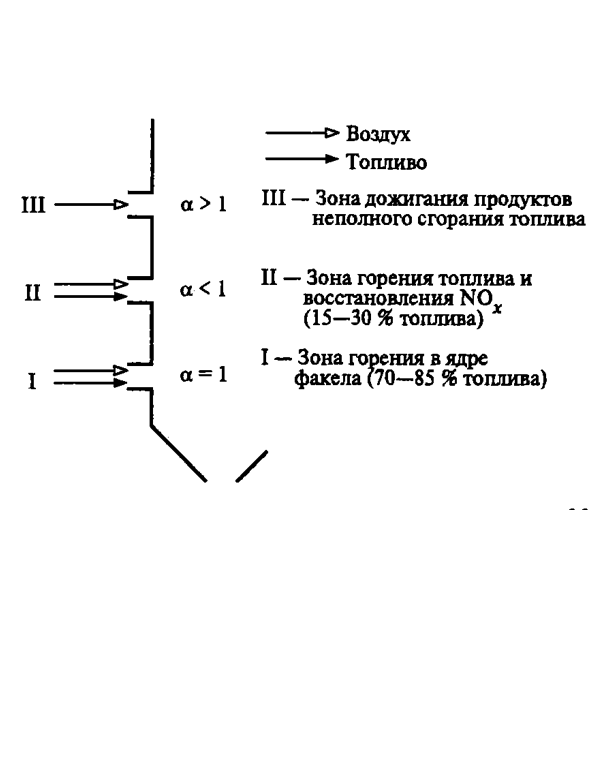 Воздух
Топливо
III
α > 1
III — Зона дожигания продуктов
неполного сгорания топлива
II
α < 1
II — Зона горения топлива и
восстановления NOx
(15—30 % топлива)
I
α = 1
I — Зона горения в ядре
факела (70—85 % топлива)